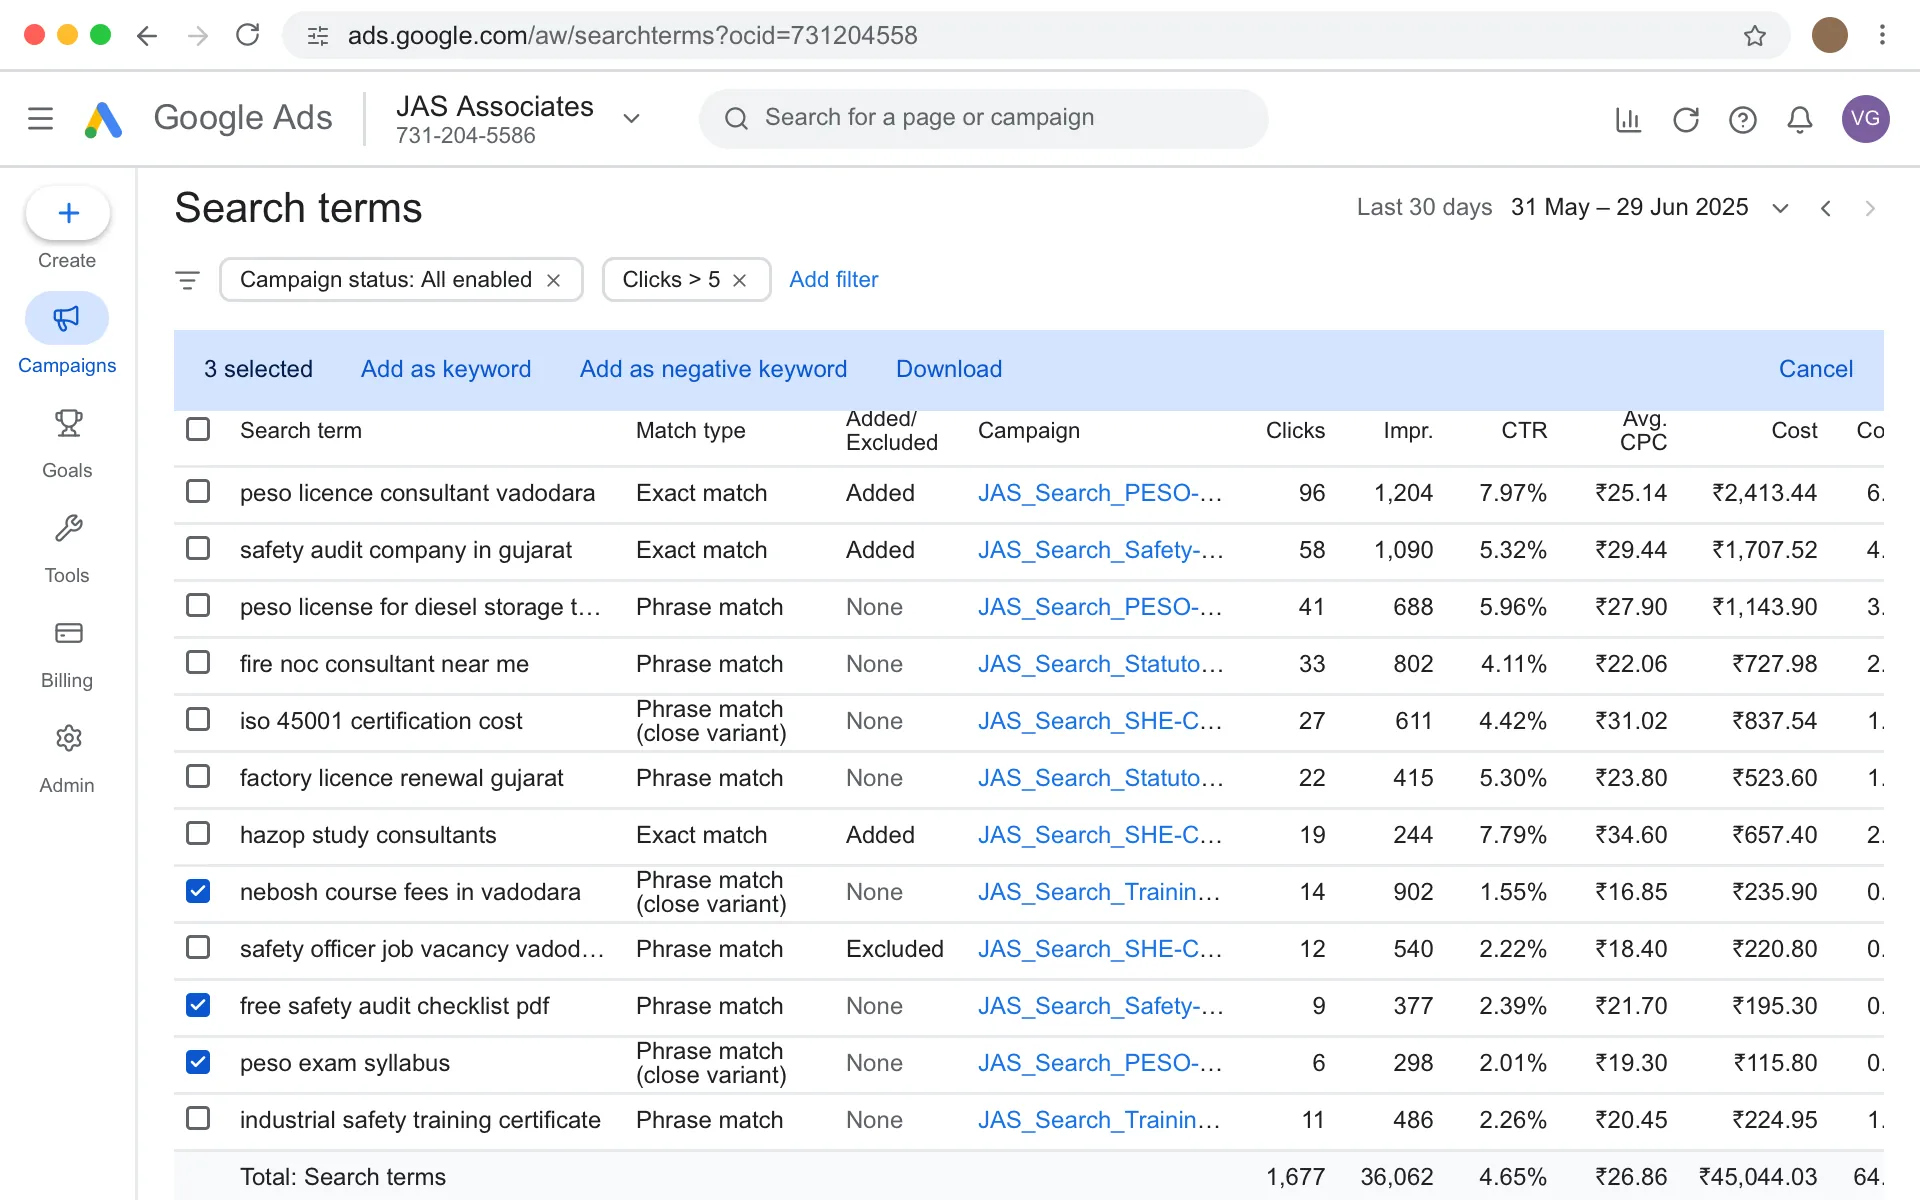 ads.google.com/aw/searchterms?ocid=731204558
Google Ads
JAS Associates
731-204-5586
Search for a page or campaign
VG
Create
Campaigns
Goals
Tools
Billing
Admin
Search terms
Last 30 days 31 May – 29 Jun 2025
Campaign status: All enabled
Clicks > 5
Add filter
3 selected Add as keyword Add as negative keyword Download Cancel
Search term Match type Added/ Excluded Campaign Clicks Impr. CTR Avg. CPC Cost Co
peso licence consultant vadodara Exact match Added JAS_Search_PESO-… 96 1,204 7.97% ₹25.14 ₹2,413.44 6.
safety audit company in gujarat Exact match Added JAS_Search_Safety-… 58 1,090 5.32% ₹29.44 ₹1,707.52 4.
peso license for diesel storage t… Phrase match None JAS_Search_PESO-… 41 688 5.96% ₹27.90 ₹1,143.90 3.
fire noc consultant near me Phrase match None JAS_Search_Statuto… 33 802 4.11% ₹22.06 ₹727.98 2.
iso 45001 certification cost Phrase match (close variant) None JAS_Search_SHE-C… 27 611 4.42% ₹31.02 ₹837.54 1.
factory licence renewal gujarat Phrase match None JAS_Search_Statuto… 22 415 5.30% ₹23.80 ₹523.60 1.
hazop study consultants Exact match Added JAS_Search_SHE-C… 19 244 7.79% ₹34.60 ₹657.40 2.
nebosh course fees in vadodara Phrase match (close variant) None JAS_Search_Trainin… 14 902 1.55% ₹16.85 ₹235.90 0.
safety officer job vacancy vadod… Phrase match Excluded JAS_Search_SHE-C… 12 540 2.22% ₹18.40 ₹220.80 0.
free safety audit checklist pdf Phrase match None JAS_Search_Safety-… 9 377 2.39% ₹21.70 ₹195.30 0.
peso exam syllabus Phrase match (close variant) None JAS_Search_PESO-… 6 298 2.01% ₹19.30 ₹115.80 0.
industrial safety training certificate Phrase match None JAS_Search_Trainin… 11 486 2.26% ₹20.45 ₹224.95 1.
Total: Search terms 1,677 36,062 4.65% ₹26.86 ₹45,044.03 64.